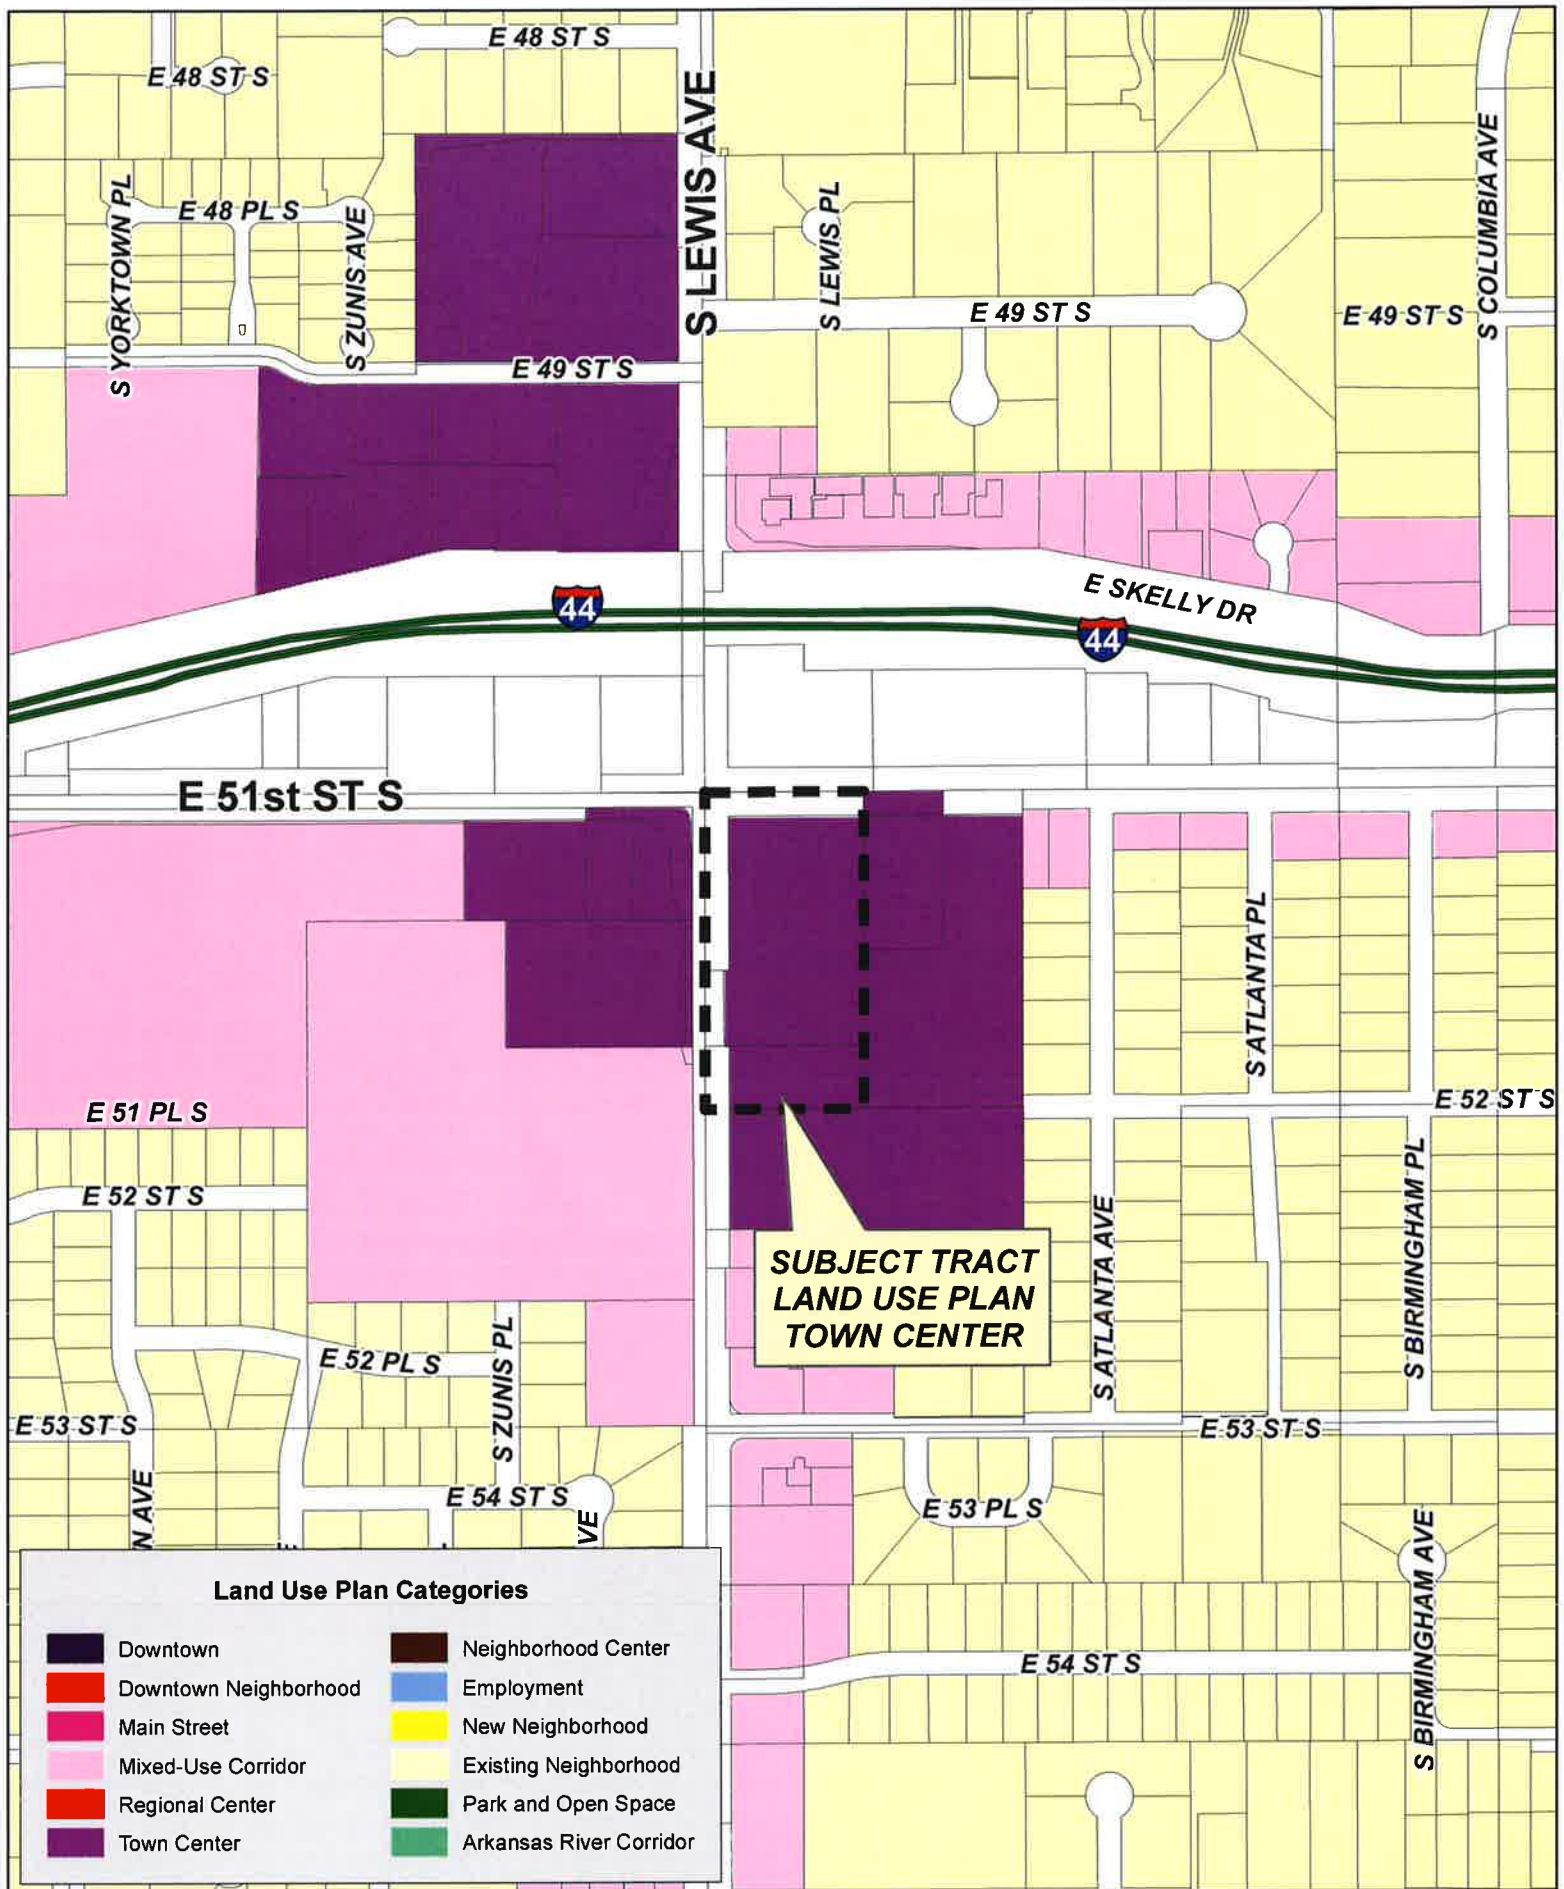 E 48 ST S
E 48 ST S
S LEWIS AVE
S COLUMBIA AVE
S YORKTOWN PL
E 48 PL S
S ZUNIS AVE
S LEWIS PL
E 49 ST S
E 49 ST S
E 49 ST S
E SKELLY DR
44
44
E 51st ST S
S ATLANTA PL
E 51 PL S
E 52 ST S
E 52 ST S
S ATLANTA AVE
S BIRMINGHAM PL
SUBJECT TRACT
LAND USE PLAN
TOWN CENTER
E 52 PL S
S ZUNIS PL
E 53 ST S
E 53 ST S
N AVE
E 54 ST S
VE
E 53 PL S
S BIRMINGHAM AVE
E 54 ST S
Land Use Plan Categories
Downtown
Downtown Neighborhood
Main Street
Mixed-Use Corridor
Regional Center
Town Center
Neighborhood Center
Employment
New Neighborhood
Existing Neighborhood
Park and Open Space
Arkansas River Corridor